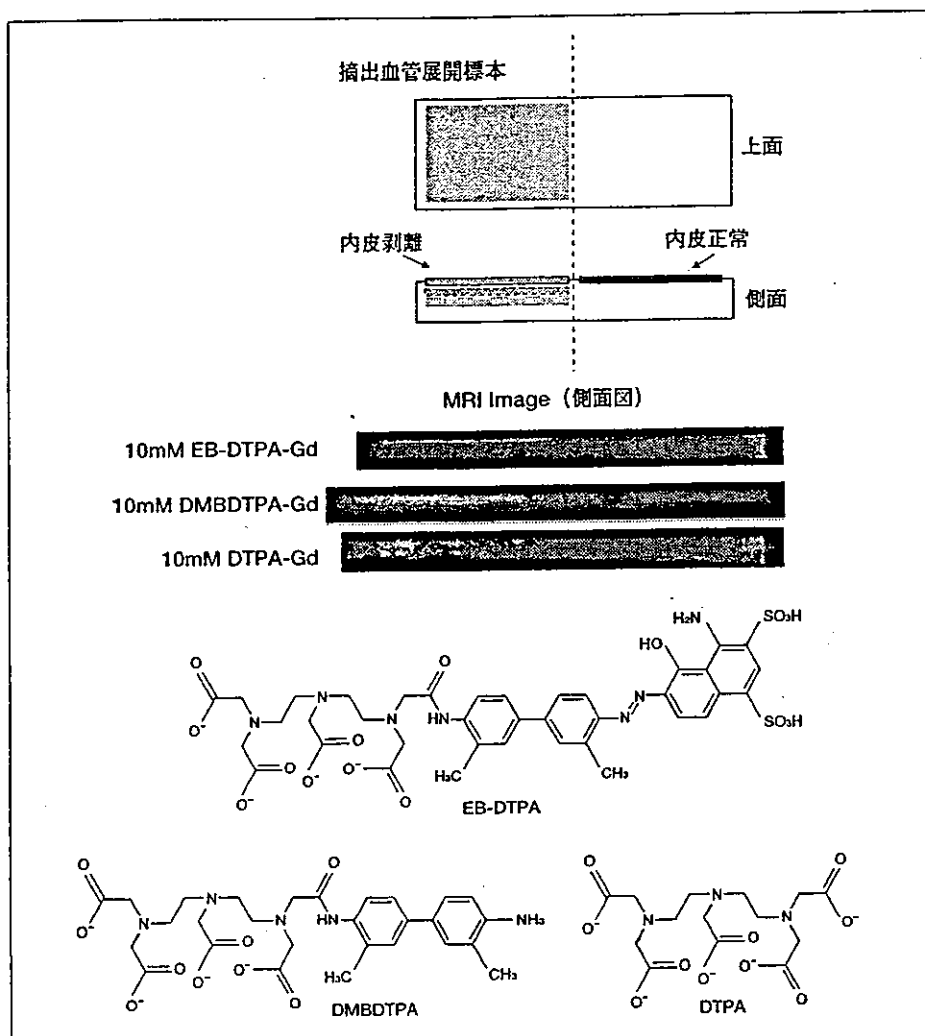 摘出血管展開標本
上面
内皮剥離
内皮正常
側面
MRI Image（側面図）
10mM EB-DTPA-Gd
10mM DMBDTPA-Gd
10mM DTPA-Gd
H₂N
SO₃H
HO
O
O
N
N
N
N
N
HN
SO₃H
O⁻
O
O⁻
O
O⁻
O⁻
O
H₃C
CH₃
EB-DTPA
O
O
O
N
N
N
HN
NH₃
N
N
N
O⁻
O
O⁻
O
O⁻
O⁻
O
H₃C
CH₃
DMBDTPA
O
O⁻
O
O⁻
O
O⁻
O
O⁻
O⁻
O
DTPA